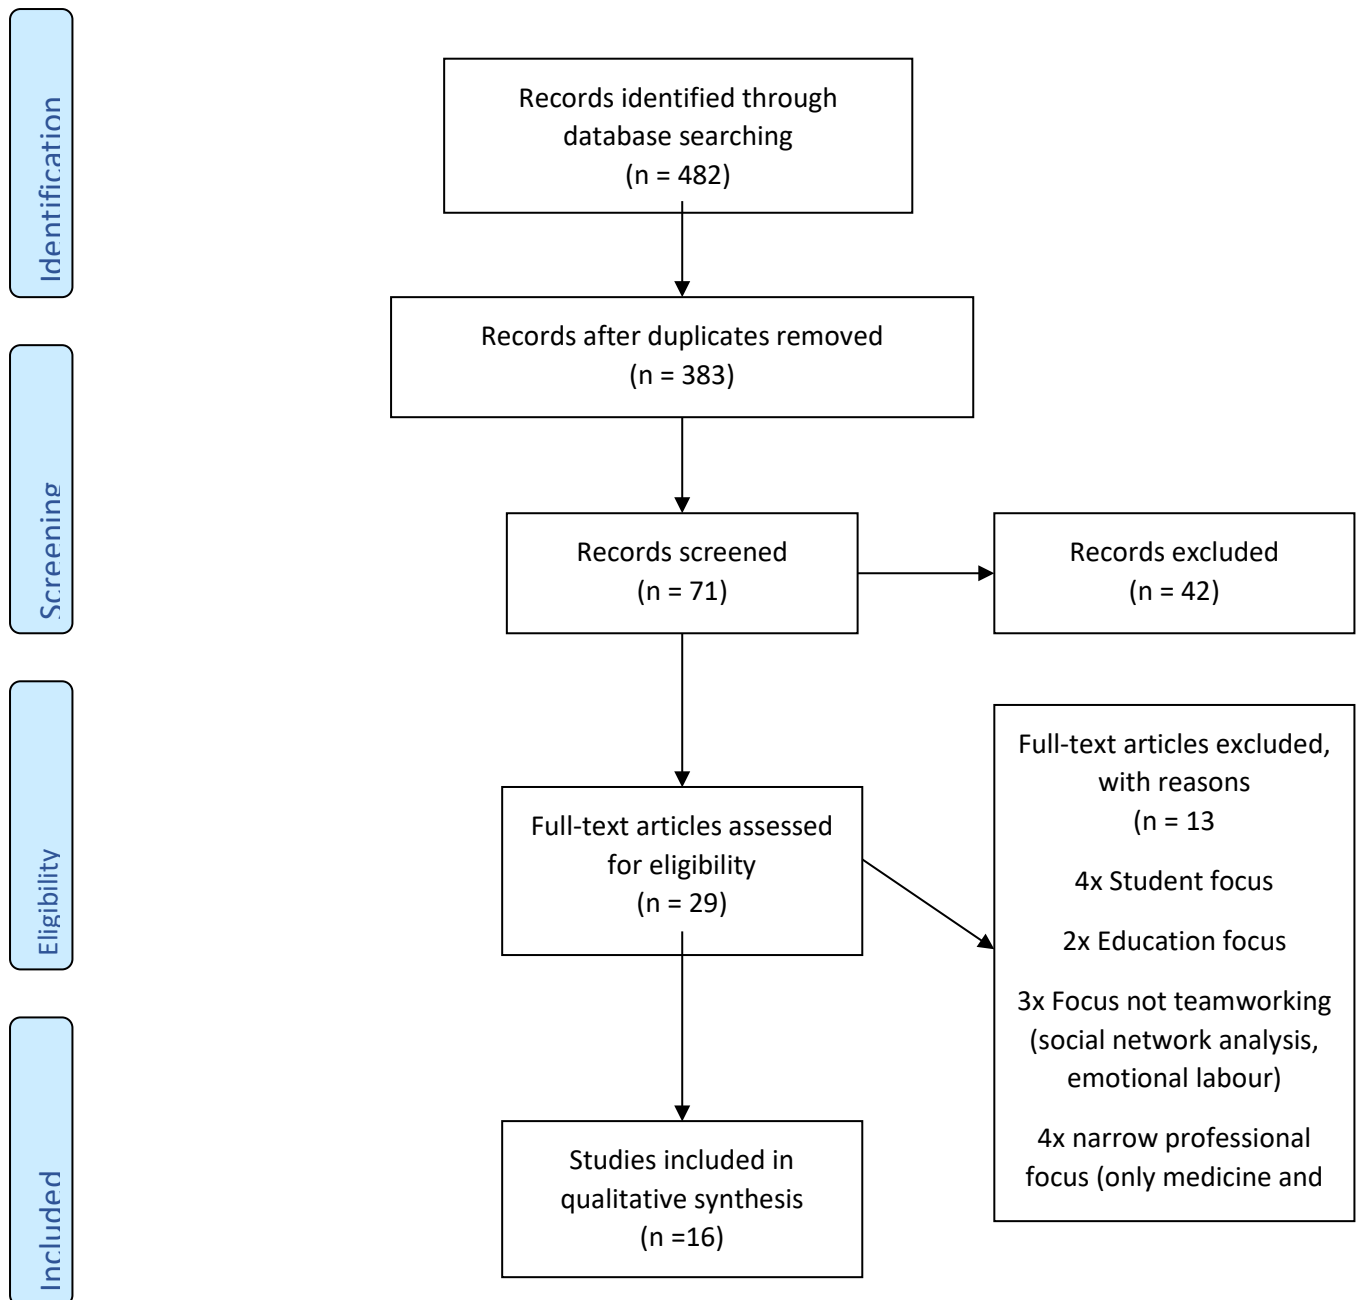 Identification
Records identified through
database searching
(n = 482)
Records after duplicates removed
(n = 383)
Screening
Records screened
(n = 71)
Records excluded
(n = 42)
Eligibility
Full-text articles assessed
for eligibility
(n = 29)
Full-text articles excluded,
with reasons
(n = 13
4x Student focus
2x Education focus
3x Focus not teamworking
(social network analysis,
emotional labour)
4x narrow professional
focus (only medicine and
Included
Studies included in
qualitative synthesis
(n =16)